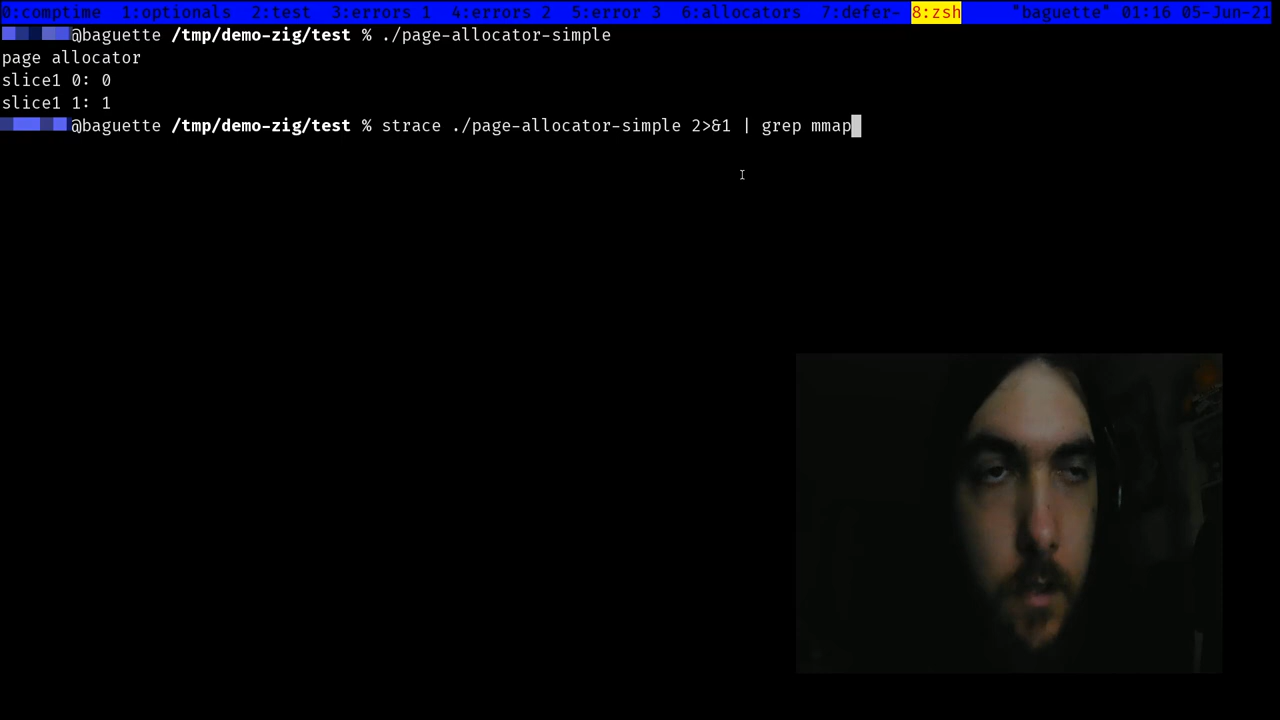 0:comptime 1:optionals 2:test 3:errors 1 4:errors 2 5:error 3 6:allocators 7:defer- 8:zsh "baguette" 01:16 05-Jun-21
@baguette /tmp/demo-zig/test % ./page-allocator-simple
page allocator
slice1 0: 0
slice1 1: 1
@baguette /tmp/demo-zig/test % strace ./page-allocator-simple 2>&1 | grep mmap